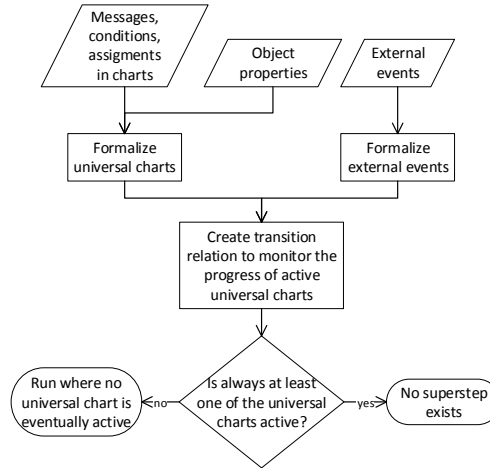 Messages,
conditions,
assigments
in charts
Object
properties
External
events
Formalize
universal charts
Formalize
external events
Create transition
relation to monitor the
progress of active
universal charts
Is always at least
one of the universal
charts active?
no
yes
Run where no
universal chart is
eventually active
No superstep
exists